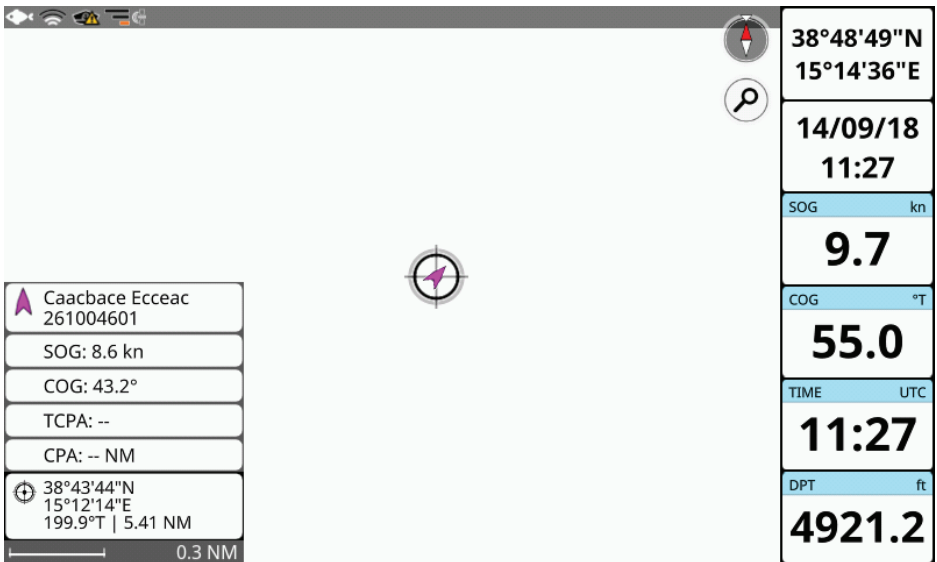 38°48'49"N
15°14'36"E
14/09/18
11:27
SOG kn
9.7
COG °T
55.0
TIME UTC
11:27
DPT ft
4921.2
Caacbace Ecceac
261004601
SOG: 8.6 kn
COG: 43.2°
TCPA: --
CPA: -- NM
38°43'44"N
15°12'14"E
199.9°T | 5.41 NM
0.3 NM